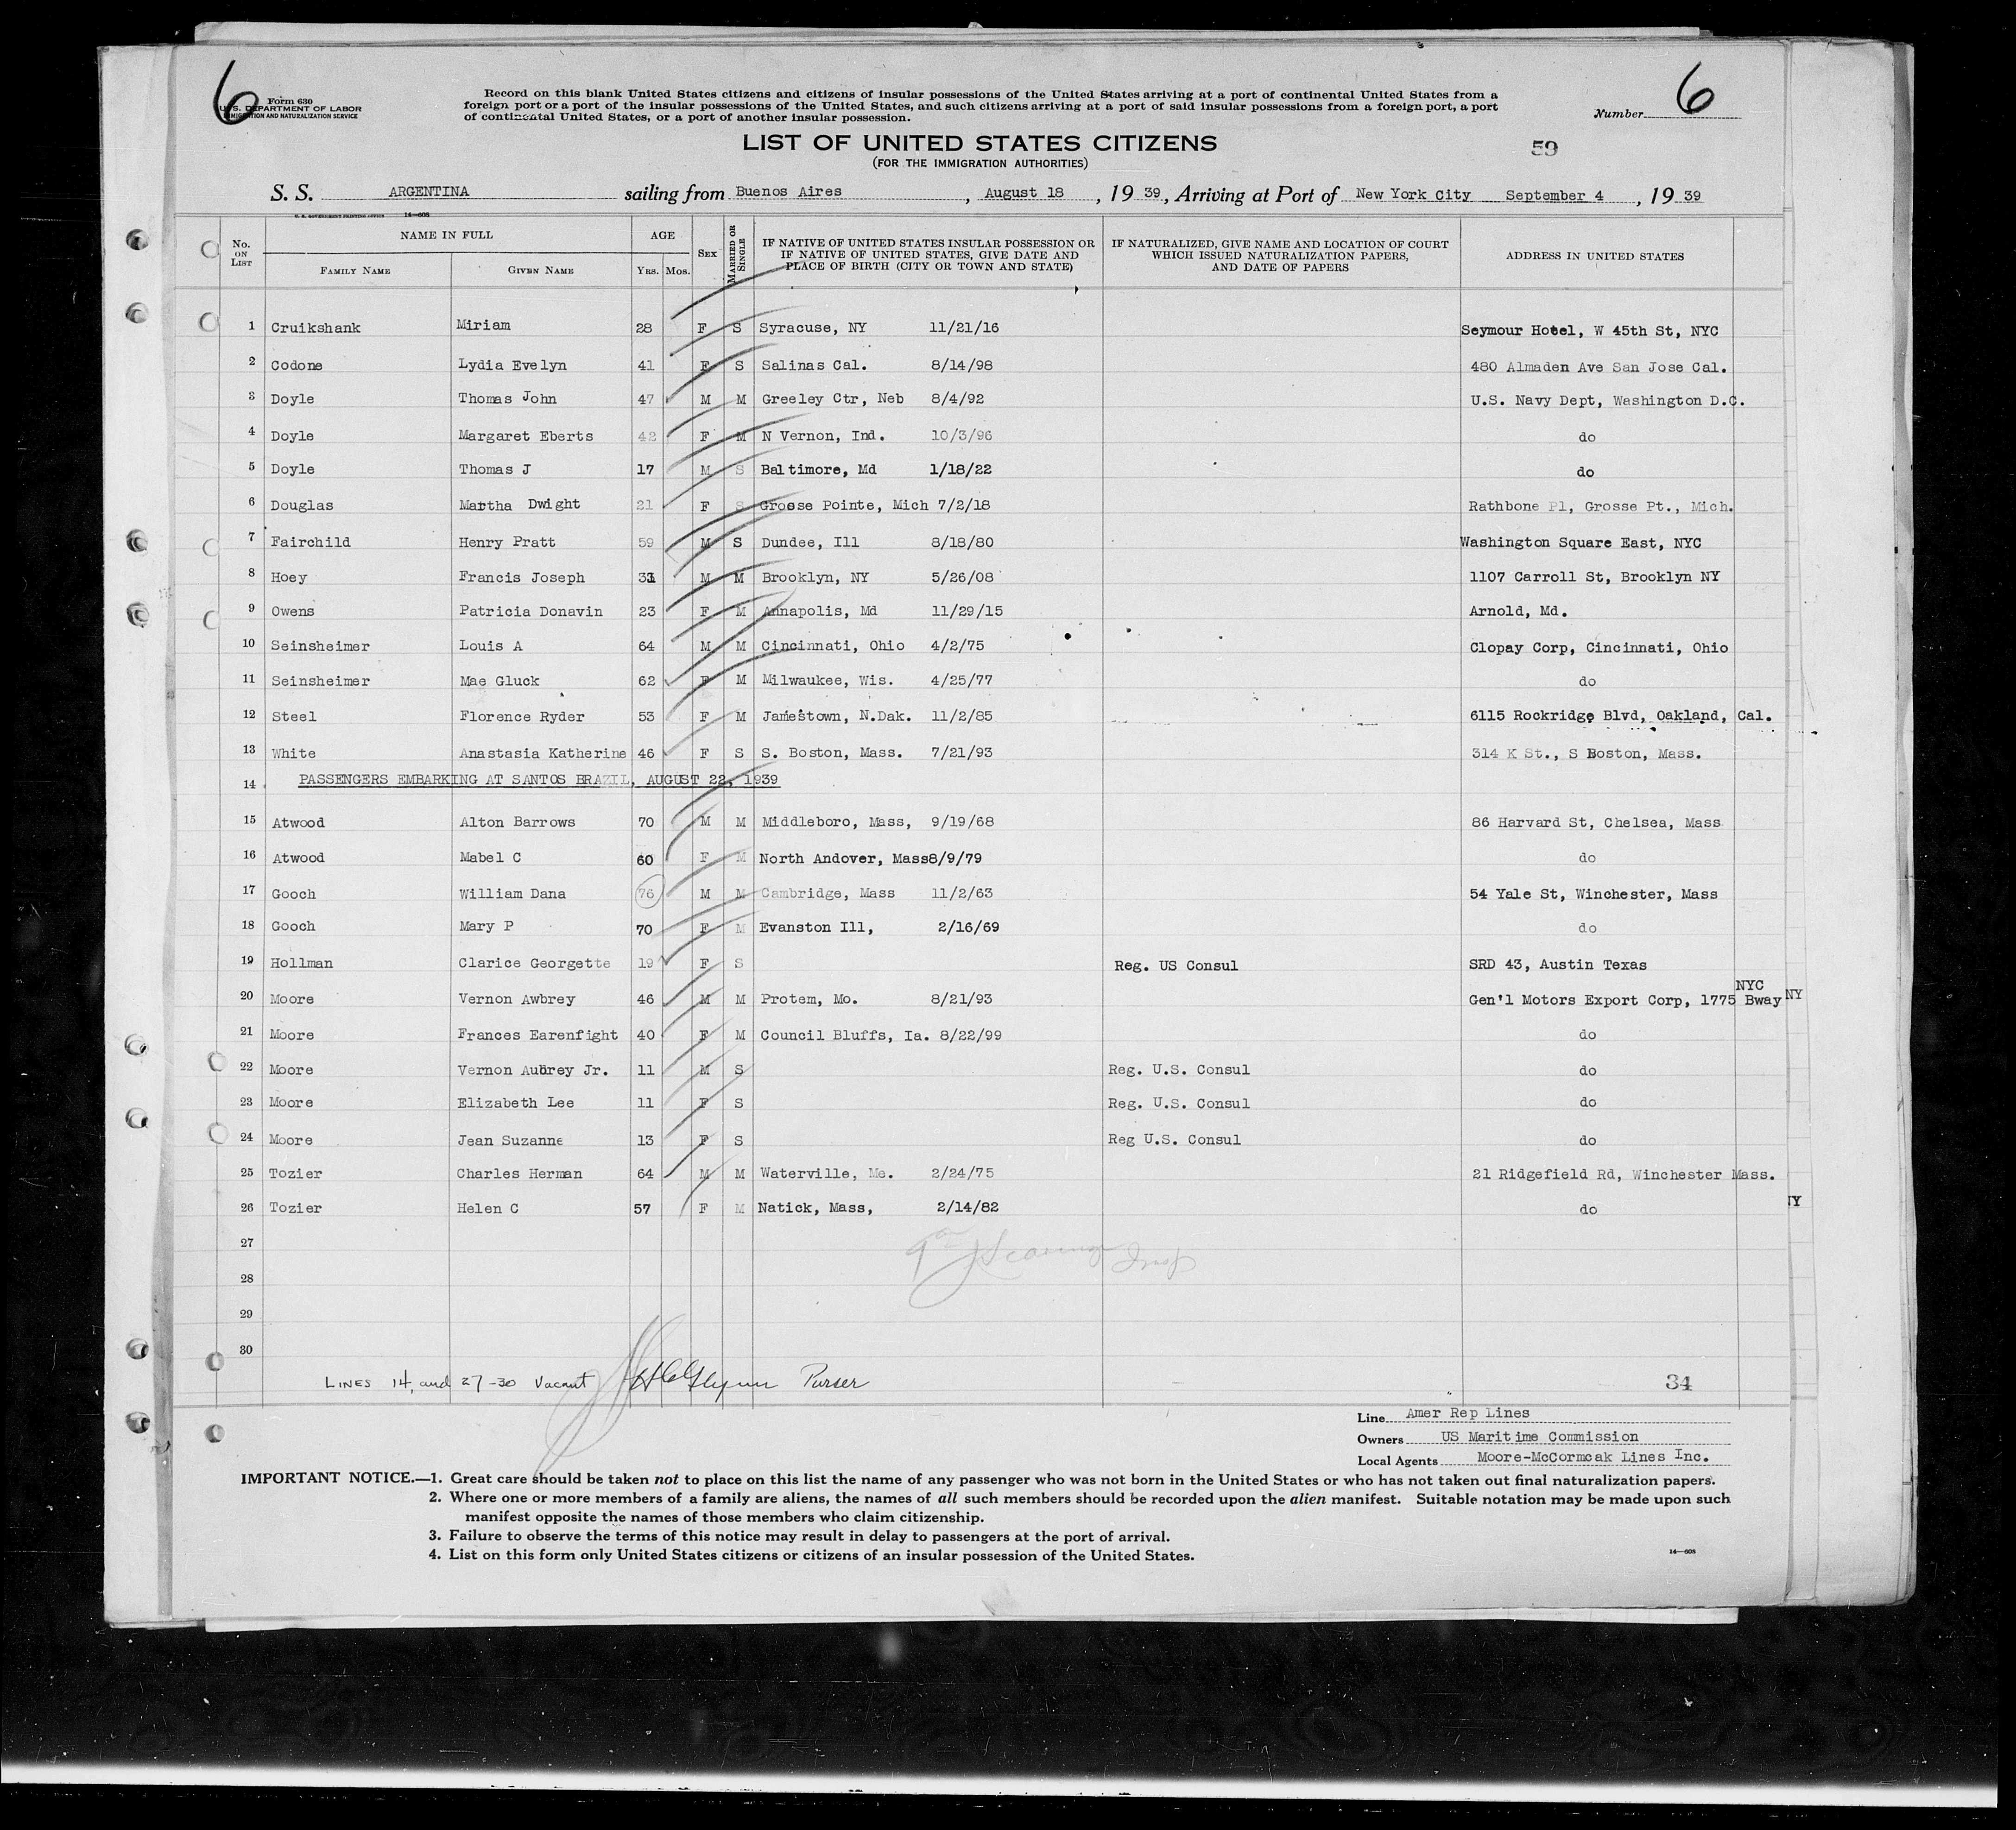 6
Form 630
U. S. DEPARTMENT OF LABOR
IMMIGRATION AND NATURALIZATION SERVICE
Record on this blank United States citizens and citizens of insular possessions of the United States arriving at a port of continental United States from a
foreign port or a port of the insular possessions of the United States, and such citizens arriving at a port of said insular possessions from a foreign port, a port
of continental United States, or a port of another insular possession.
Number 6
LIST OF UNITED STATES CITIZENS
(FOR THE IMMIGRATION AUTHORITIES)
59
S. S. ARGENTINA sailing from Buenos Aires, August 18, 1939, Arriving at Port of New York City September 4, 1939
U. S. GOVERNMENT PRINTING OFFICE 14—608
No. ON LIST NAME IN FULL AGE SEX MARRIED OR SINGLE IF NATIVE OF UNITED STATES INSULAR POSSESSION OR IF NATIVE OF UNITED STATES, GIVE DATE AND PLACE OF BIRTH (CITY OR TOWN AND STATE) IF NATURALIZED, GIVE NAME AND LOCATION OF COURT WHICH ISSUED NATURALIZATION PAPERS, AND DATE OF PAPERS ADDRESS IN UNITED STATES
FAMILY NAME GIVEN NAME YRS. MOS.
1 Cruikshank Miriam 28 F S Syracuse, NY 11/21/16 Seymour Hotel, W 45th St, NYC
2 Codone Lydia Evelyn 41 F S Salinas Cal. 8/14/98 480 Almaden Ave San Jose Cal.
3 Doyle Thomas John 47 M M Greeley Ctr, Neb 8/4/92 U.S. Navy Dept, Washington D.C.
4 Doyle Margaret Eberts 42 F M N Vernon, Ind. 10/3/96 do
5 Doyle Thomas J 17 M S Baltimore, Md 1/18/22 do
6 Douglas Martha Dwight 21 F S Grosse Pointe, Mich 7/2/18 Rathbone Pl, Grosse Pt., Mich.
7 Fairchild Henry Pratt 59 M S Dundee, Ill 8/18/80 Washington Square East, NYC
8 Hoey Francis Joseph 31 M M Brooklyn, NY 5/26/08 1107 Carroll St, Brooklyn NY
9 Owens Patricia Donavin 23 F M Annapolis, Md 11/29/15 Arnold, Md.
10 Seinsheimer Louis A 64 M M Cincinnati, Ohio 4/2/75 Clopay Corp, Cincinnati, Ohio
11 Seinsheimer Mae Gluck 62 F M Milwaukee, Wis. 4/25/77 do
12 Steel Florence Ryder 53 F M Jamestown, N.Dak. 11/2/85 6115 Rockridge Blvd, Oakland, Cal.
13 White Anastasia Katherine 46 F S S. Boston, Mass. 7/21/93 314 K St., S Boston, Mass.
14 PASSENGERS EMBARKING AT SANTOS BRAZIL, AUGUST 22, 1939
15 Atwood Alton Barrows 70 M M Middleboro, Mass, 9/19/68 86 Harvard St, Chelsea, Mass
16 Atwood Mabel C 60 F M North Andover, Mass8/9/79 do
17 Gooch William Dana 76 M M Cambridge, Mass 11/2/63 54 Yale St, Winchester, Mass
18 Gooch Mary P 70 F M Evanston Ill, 2/16/69 do
19 Hollman Clarice Georgette 19 F S Reg. US Consul SRD 43, Austin Texas
20 Moore Vernon Awbrey 46 M M Protem, Mo. 8/21/93 Gen'l Motors Export Corp, 1775 Bway NYC NY
21 Moore Frances Earenfight 40 F M Council Bluffs, Ia. 8/22/99 do
22 Moore Vernon Aubrey Jr. 11 M S Reg. U.S. Consul do
23 Moore Elizabeth Lee 11 F S Reg. U.S. Consul do
24 Moore Jean Suzanne 13 F S Reg U.S. Consul do
25 Tozier Charles Herman 64 M M Waterville, Me. 2/24/75 21 Ridgefield Rd, Winchester Mass.
26 Tozier Helen C 57 F M Natick, Mass, 2/14/82 do
27
28
29
30
LINES 14, and 27-30 Vacant Purser
34
Line Amer Rep Lines
Owners US Maritime Commission
Local Agents Moore-McCormcak Lines Inc.
IMPORTANT NOTICE.—1. Great care should be taken not to place on this list the name of any passenger who was not born in the United States or who has not taken out final naturalization papers.
2. Where one or more members of a family are aliens, the names of all such members should be recorded upon the alien manifest. Suitable notation may be made upon such
manifest opposite the names of those members who claim citizenship.
3. Failure to observe the terms of this notice may result in delay to passengers at the port of arrival.
4. List on this form only United States citizens or citizens of an insular possession of the United States.
14—608